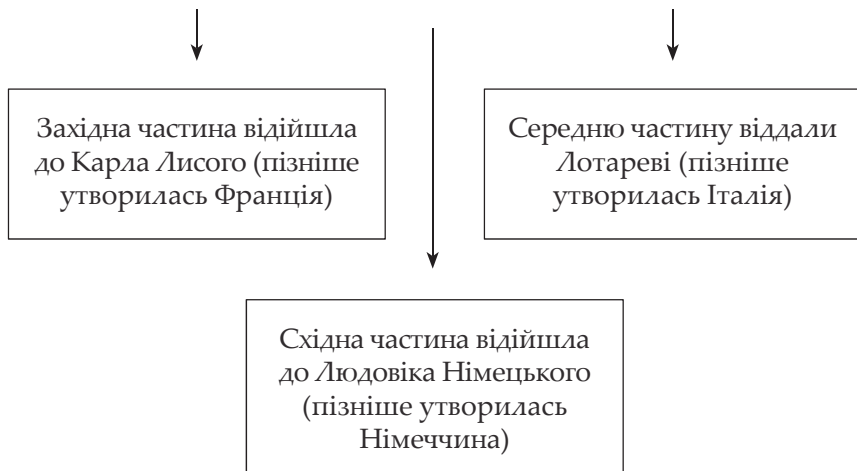 Західна частина відійшла
до Карла Лисого (пізніше
утворилась Франція)
Середню частину віддали
Лотареві (пізніше
утворилась Італія)
Східна частина відійшла
до Людовіка Німецького
(пізніше утворилась
Німеччина)